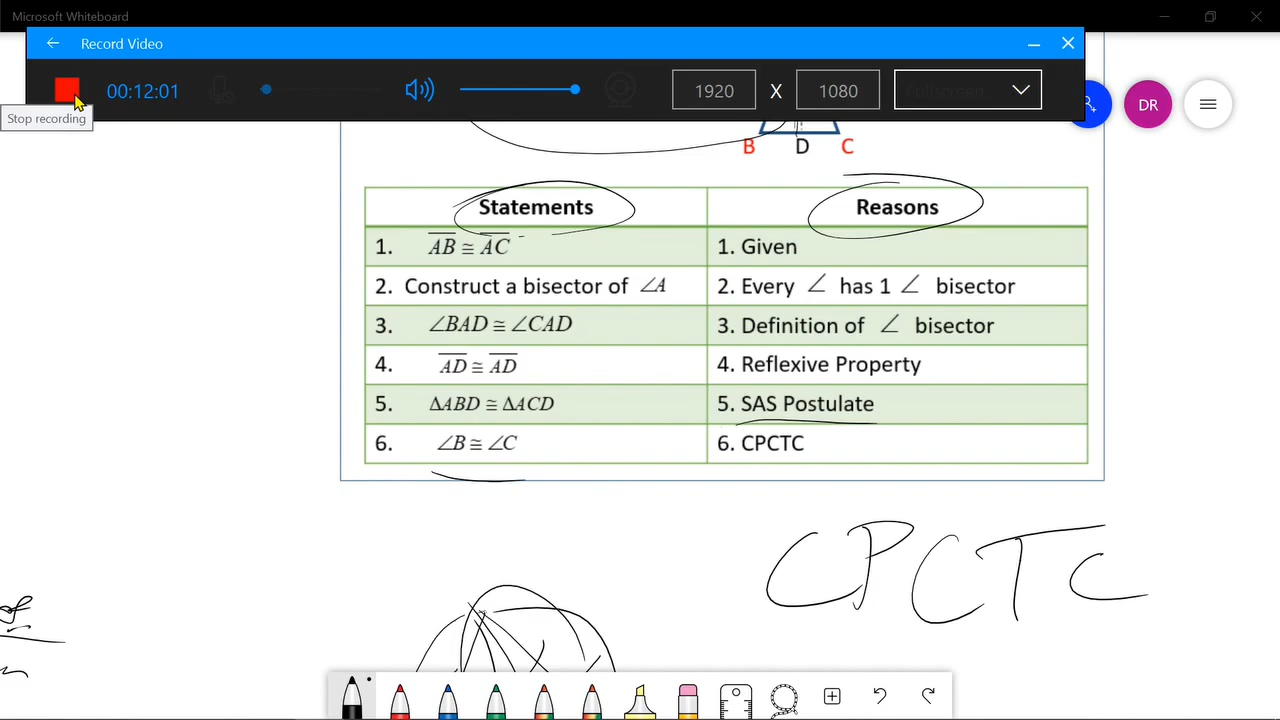 Microsoft Whiteboard
Record Video
00:12:01
1920 X 1080 Fullscreen
Stop recording
DR
B D C
Statements Reasons
1. AB ≅ AC 1. Given
2. Construct a bisector of ∠A 2. Every ∠ has 1 ∠ bisector
3. ∠BAD ≅ ∠CAD 3. Definition of ∠ bisector
4. AD ≅ AD 4. Reflexive Property
5. ΔABD ≅ ΔACD 5. SAS Postulate
6. ∠B ≅ ∠C 6. CPCTC
CPCTC